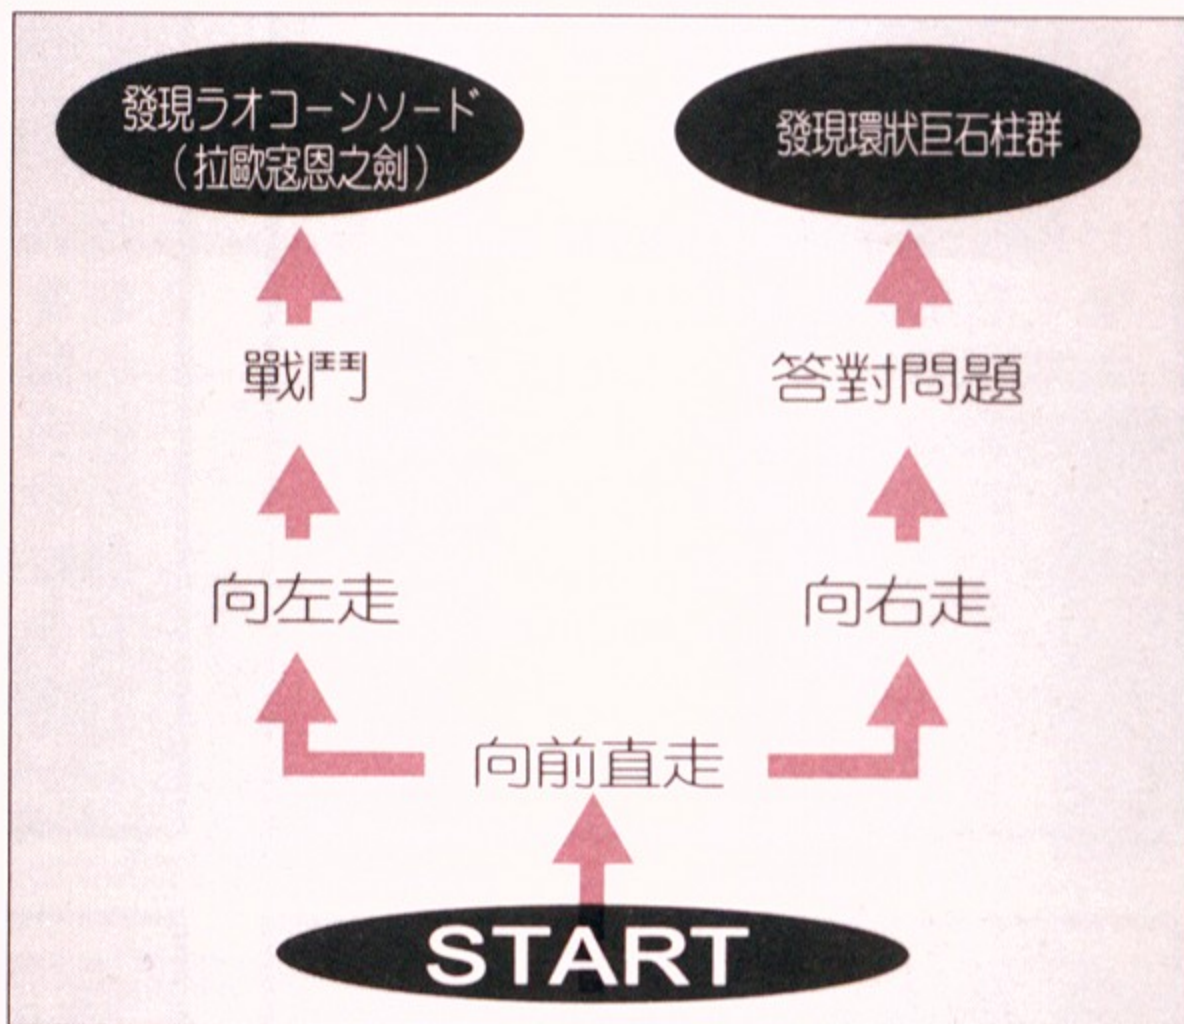 發現ラオコーンソード
(拉歐寇恩之劍)
發現環狀巨石柱群
戰鬥
答對問題
向左走
向右走
向前直走
START